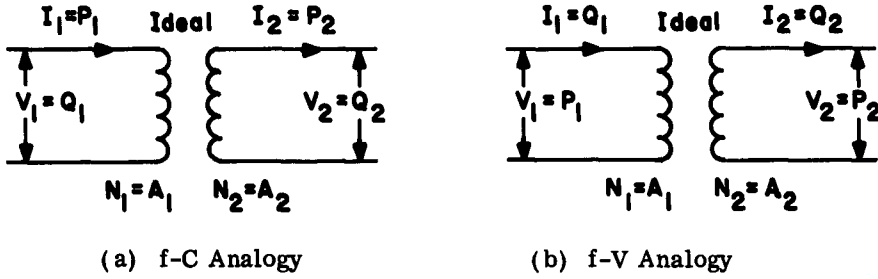 I₁=P₁ Ideal I₂=P₂
V₁=Q₁ V₂=Q₂
N₁=A₁ N₂=A₂
(a) f-C Analogy
I₁=Q₁ Ideal I₂=Q₂
V₁=P₁ V₂=P₂
N₁=A₁ N₂=A₂
(b) f-V Analogy